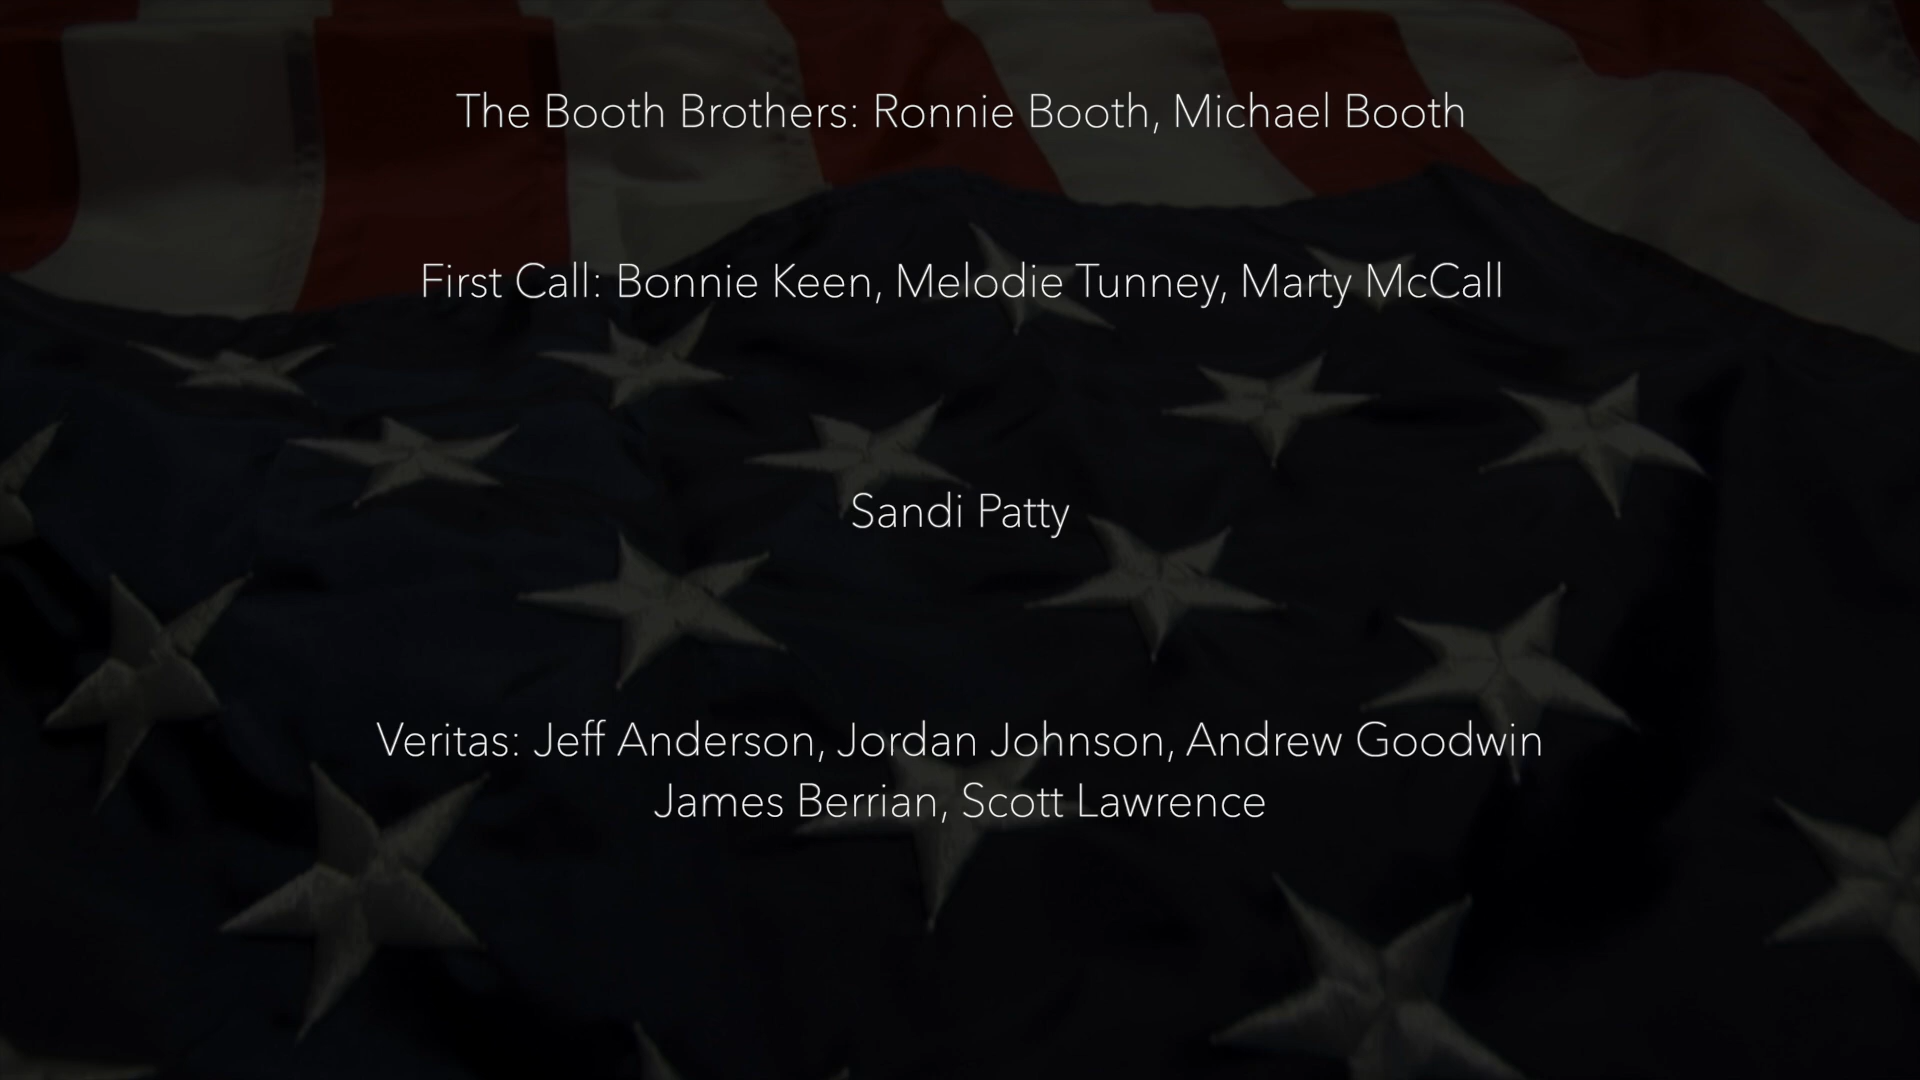 The Booth Brothers: Ronnie Booth, Michael Booth
First Call: Bonnie Keen, Melodie Tunney, Marty McCall
Sandi Patty
Veritas: Jeff Anderson, Jordan Johnson, Andrew Goodwin
James Berrian, Scott Lawrence